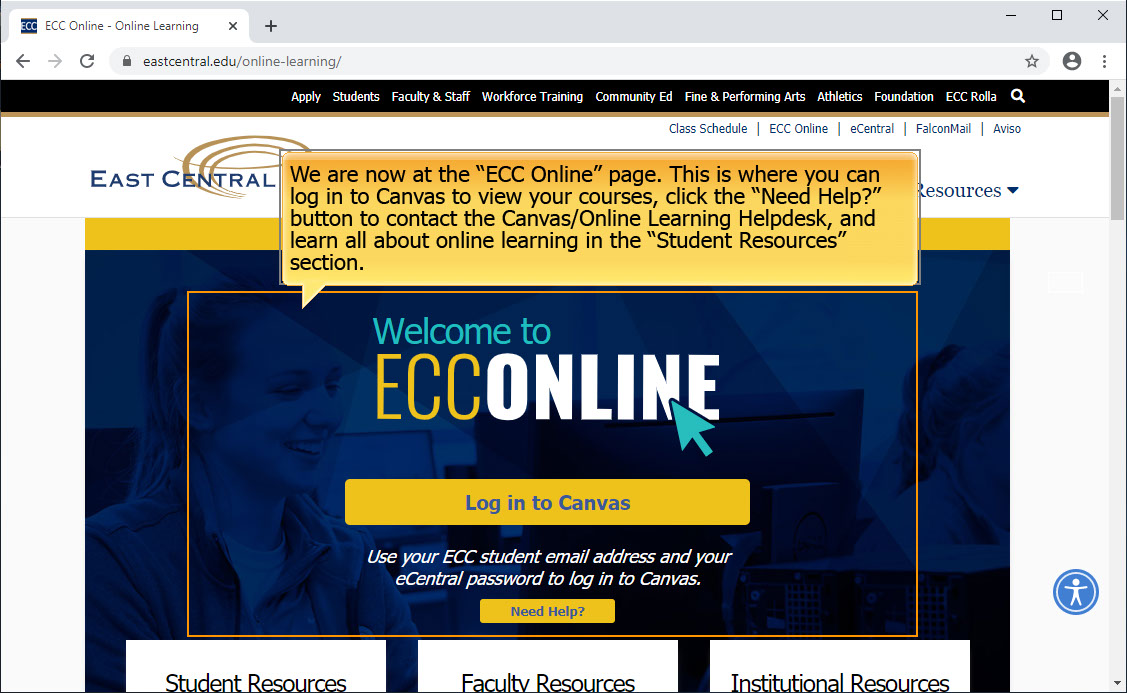 ECC Online - Online Learning
eastcentral.edu/online-learning/
Apply Students Faculty & Staff Workforce Training Community Ed Fine & Performing Arts Athletics Foundation ECC Rolla
Class Schedule | ECC Online | eCentral | FalconMail | Aviso
EAST CENTRAL
Resources
We are now at the “ECC Online” page. This is where you can
log in to Canvas to view your courses, click the “Need Help?”
button to contact the Canvas/Online Learning Helpdesk, and
learn all about online learning in the “Student Resources”
section.
Welcome to
ECCONLINE
Log in to Canvas
Use your ECC student email address and your
eCentral password to log in to Canvas.
Need Help?
Student Resources Faculty Resources Institutional Resources